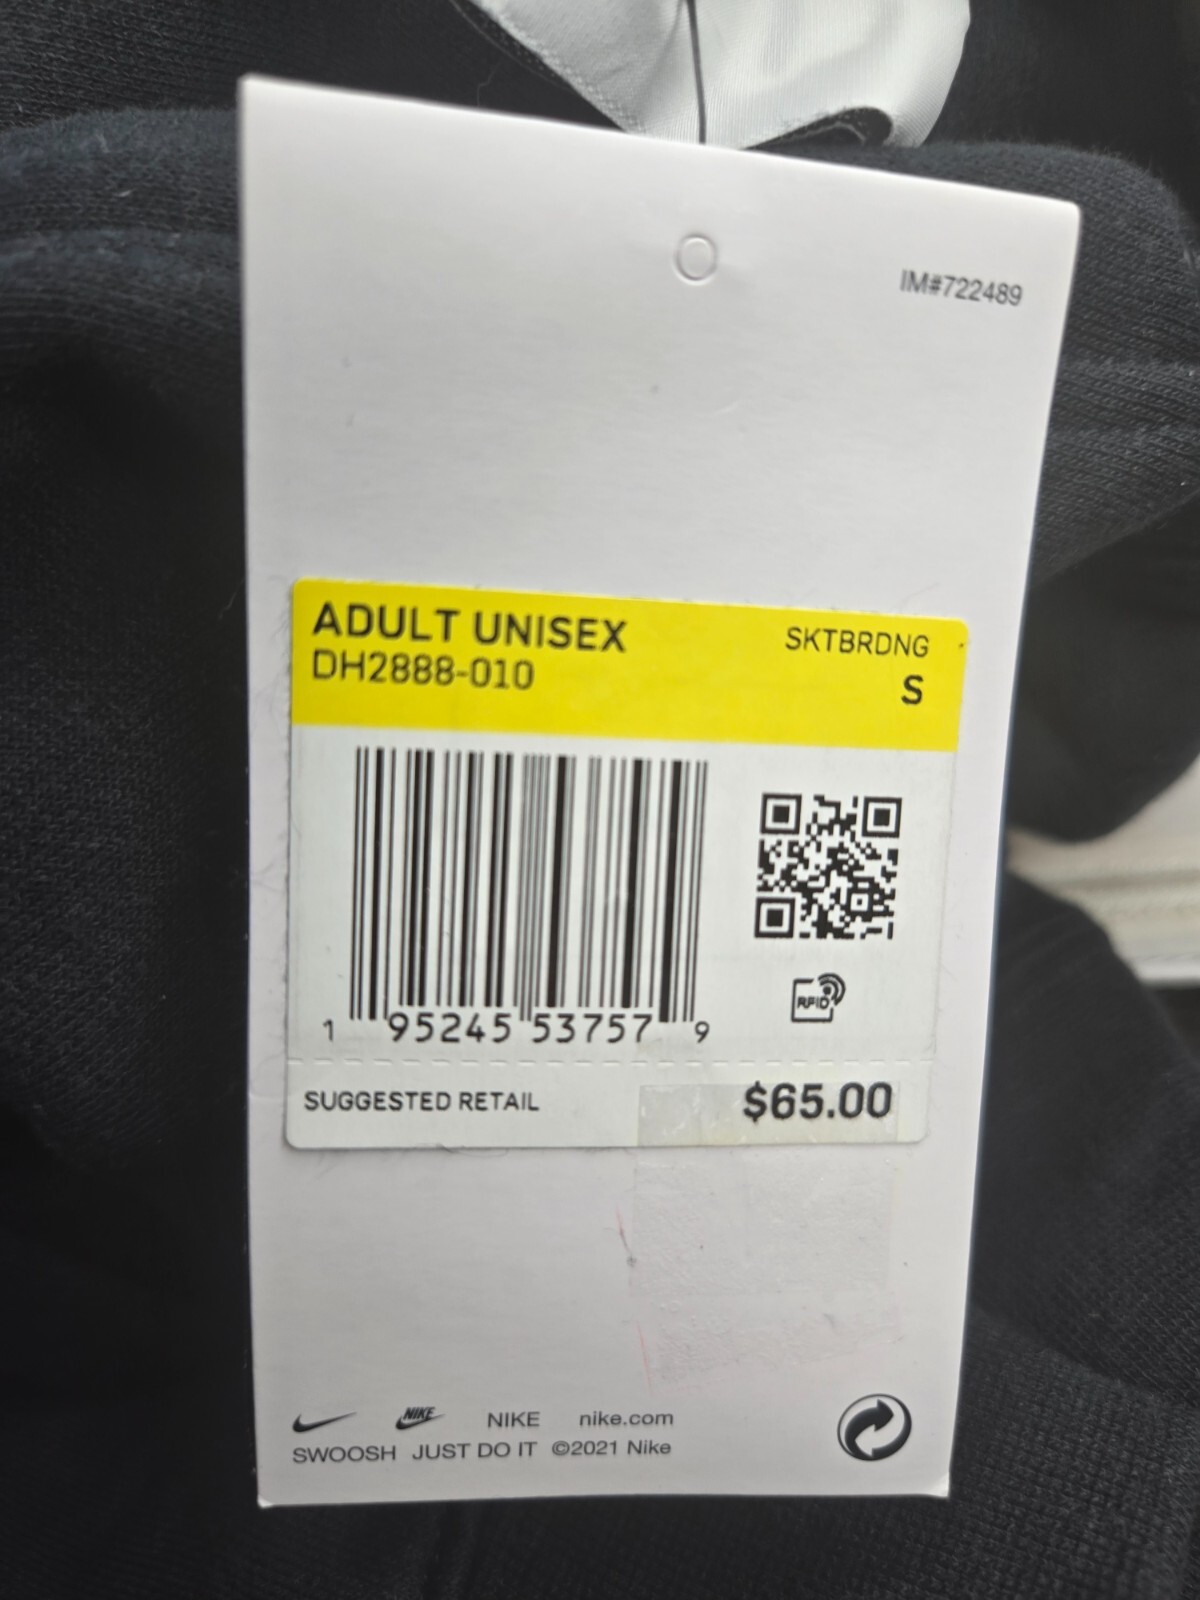 IM#722489
ADULT UNISEX SKTBRDNG
DH2888-010 S
RFID
1 95245 53757 9
SUGGESTED RETAIL $65.00
NIKE NIKE nike.com
SWOOSH JUST DO IT ©2021 Nike